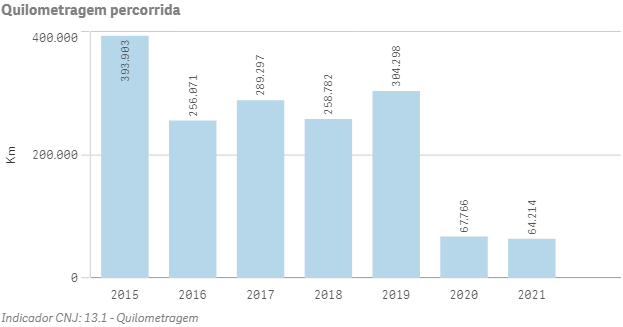 Quilometragem percorrida
400.000
200.000
0
Km
393.903
256.071
289.297
258.782
304.298
67.766
64.214
2015 2016 2017 2018 2019 2020 2021
Indicador CNJ: 13.1 - Quilometragem